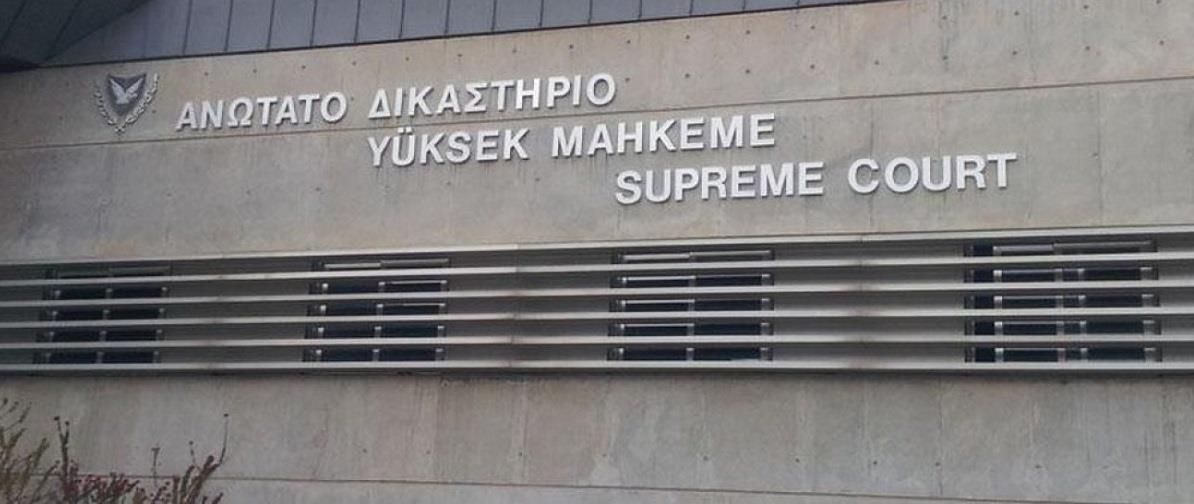 ΑΝΩΤΑΤΟ ΔΙΚΑΣΤΗΡΙΟ
YÜKSEK MAHKEME
SUPREME COURT